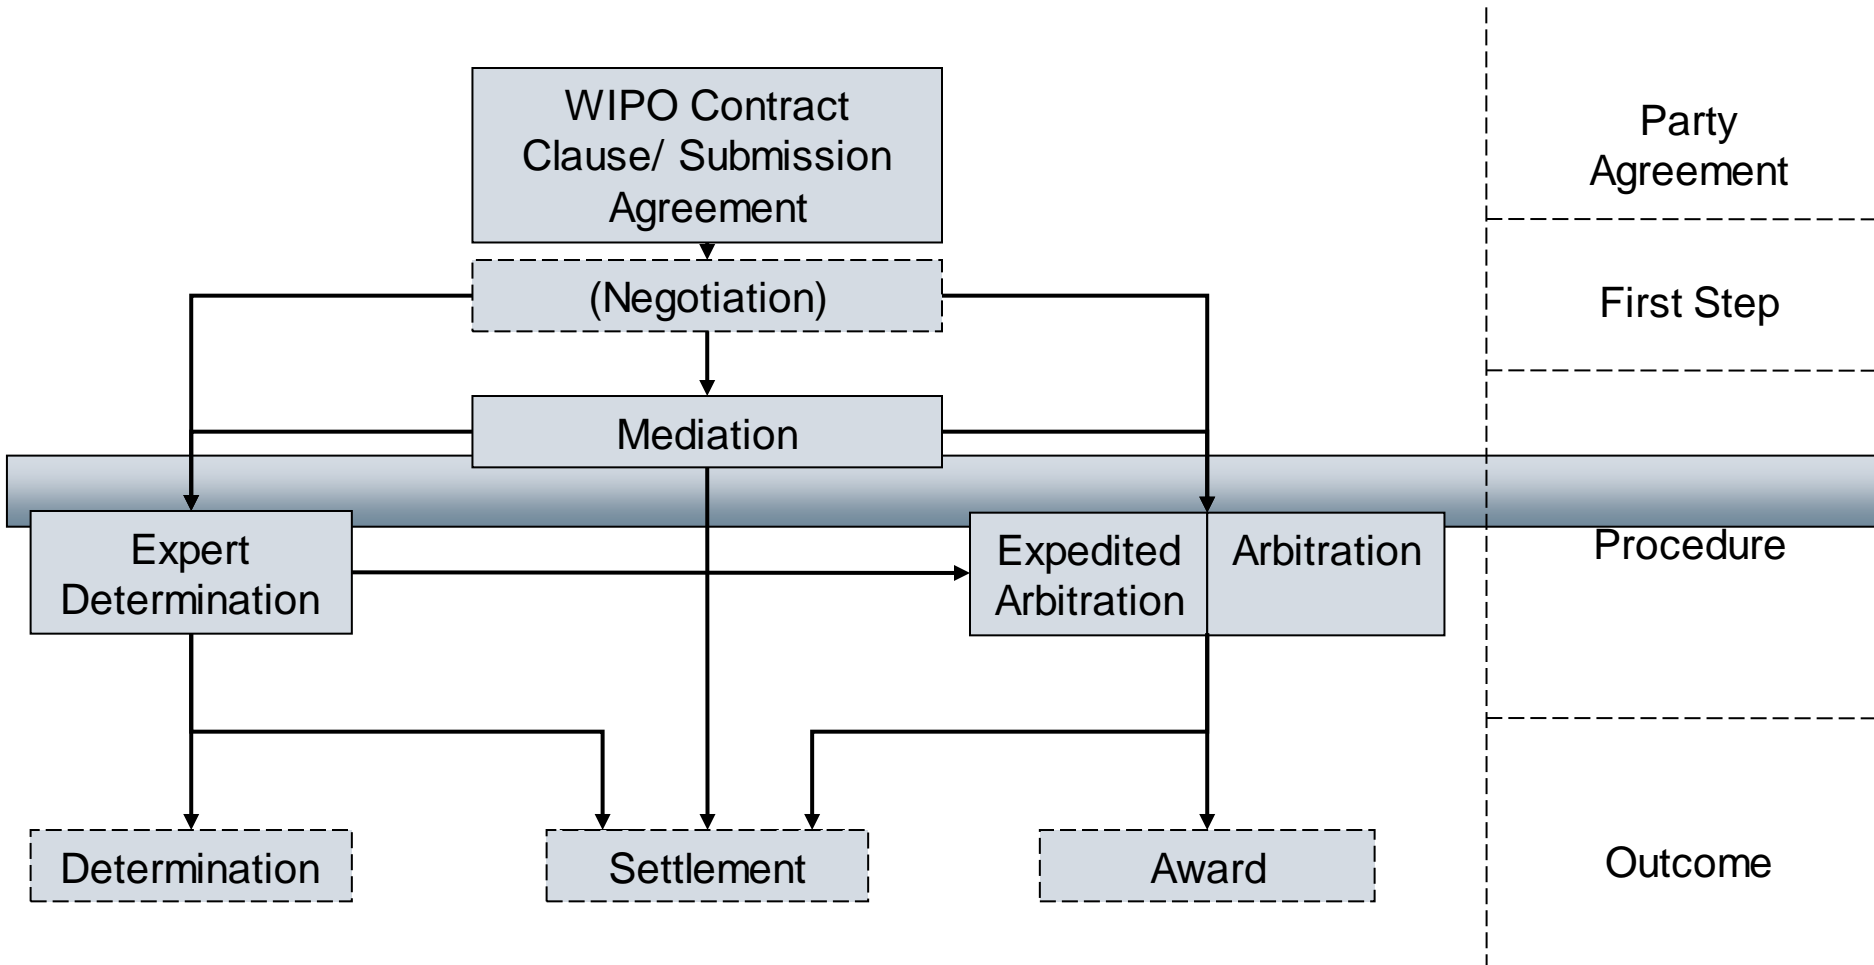 WIPO Contract
Clause/ Submission
Agreement
Party
Agreement
(Negotiation)
First Step
Mediation
Expert
Determination
Expedited
Arbitration
Arbitration
Procedure
Determination
Settlement
Award
Outcome